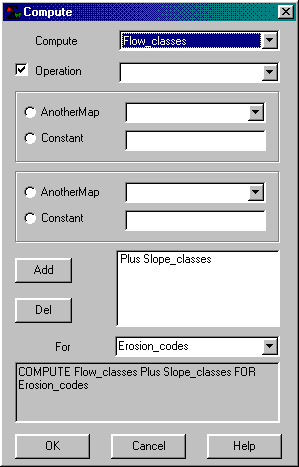 Compute
Compute Flow_classes
Operation
AnotherMap
Constant
AnotherMap
Constant
Add
Plus Slope_classes
Del
For Erosion_codes
COMPUTE Flow_classes Plus Slope_classes FOR
Erosion_codes
OK Cancel Help